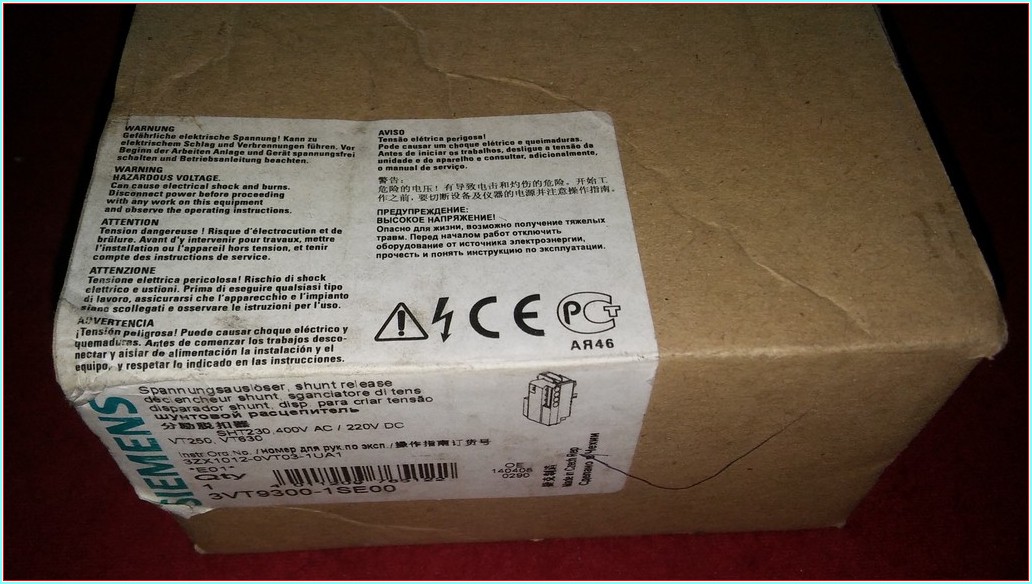 WARNUNG
Gefährliche elektrische Spannung! Kann zu
elektrischem Schlag und Verbrennungen führen. Vor
Beginn der Arbeiten Anlage und Gerät spannungsfrei
schalten und Betriebsanleitung beachten.
WARNING
HAZARDOUS VOLTAGE.
Can cause electrical shock and burns.
Disconnect power before proceeding
with any work on this equipment
and observe the operating instructions.
ATTENTION
Tension dangereuse ! Risque d'électrocution et de
brûlure. Avant d'y intervenir pour travaux, mettre
l'installation ou l'appareil hors tension, et tenir
compte des instructions de service.
ATTENZIONE
Tensione elettrica pericolosa! Rischio di shock
elettrico e ustioni. Prima di eseguire qualsiasi tipo
di lavoro, assicurarsi che l'apparecchio e l'impianto
siano scollegati e osservare le istruzioni per l'uso.
ADVERTENCIA
¡Tensión peligrosa! Puede causar choque eléctrico y
quemaduras. Antes de comenzar los trabajos desco-
nectar y aislar de alimentación la instalación y el
equipo, y respetar lo indicado en las instrucciones.
AVISO
Tensão elétrica perigosa!
Pode causar um choque elétrico e queimaduras.
Antes de iniciar os trabalhos, desligue a tensão da
unidade e do aparelho e consultar, adicionalmente,
o manual de serviço.
警告:
危险的电压！有导致电击和灼伤的危险。开始工
作之前，要切断设备及仪器的电源并注意操作指南。
ПРЕДУПРЕЖДЕНИЕ:
ВЫСОКОЕ НАПРЯЖЕНИЕ!
Опасно для жизни, возможно получение тяжелых
травм. Перед началом работ отключить
оборудование от источника электроэнергии,
прочесть и понять инструкцию по эксплуатации.
CE
РСТ
АЯ46
SIEMENS
Spannungsauslöser, shunt release
déclencheur shunt, sganciatore di tens.
disparador shunt, disp. para criar tensão
шунтовой расцепитель
分励脱扣器
SHT230,400V AC / 220V DC
VT250, VT630
Instr.Ord.No. / номер для рук.по эксп./操作指南订货号
3ZX1012-0VT03-1UA1
"E01"
Qty
1
3VT9300-1SE00
OE
140409
0290
Made in Czech Rep
Сделано в Чехии